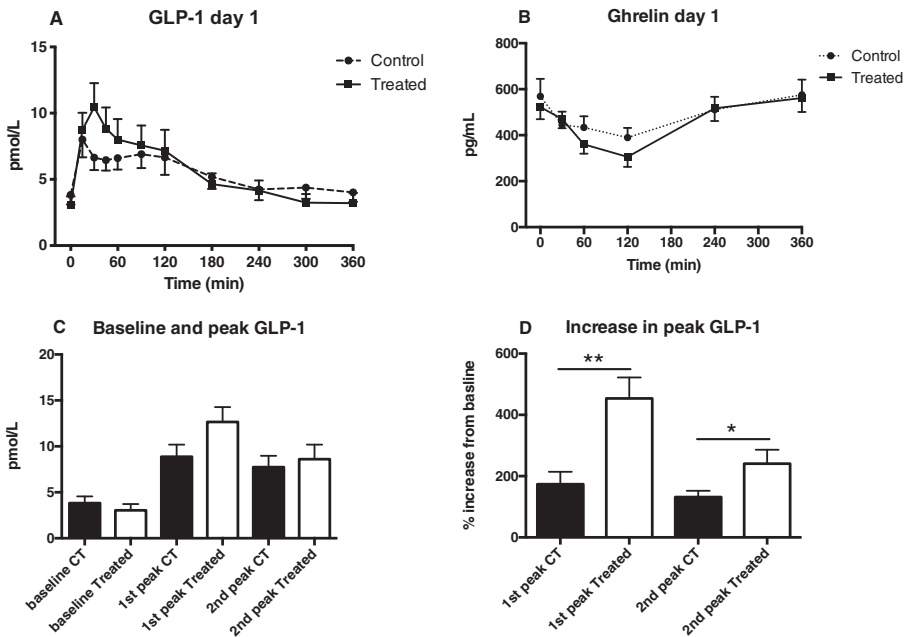 A GLP-1 day 1
15
10
5
0
pmol/L
0 60 120 180 240 300 360
Time (min)
Control
Treated
B Ghrelin day 1
800
600
400
200
0
pg/mL
0 60 120 180 240 300 360
Time (min)
Control
Treated
C Baseline and peak GLP-1
20
15
10
5
0
pmol/L
baseline CT
baseline Treated
1st peak CT
1st peak Treated
2nd peak CT
2nd peak Treated
D Increase in peak GLP-1
600
400
200
0
% increase from basline
**
*
1st peak CT
1st peak Treated
2nd peak CT
2nd peak Treated